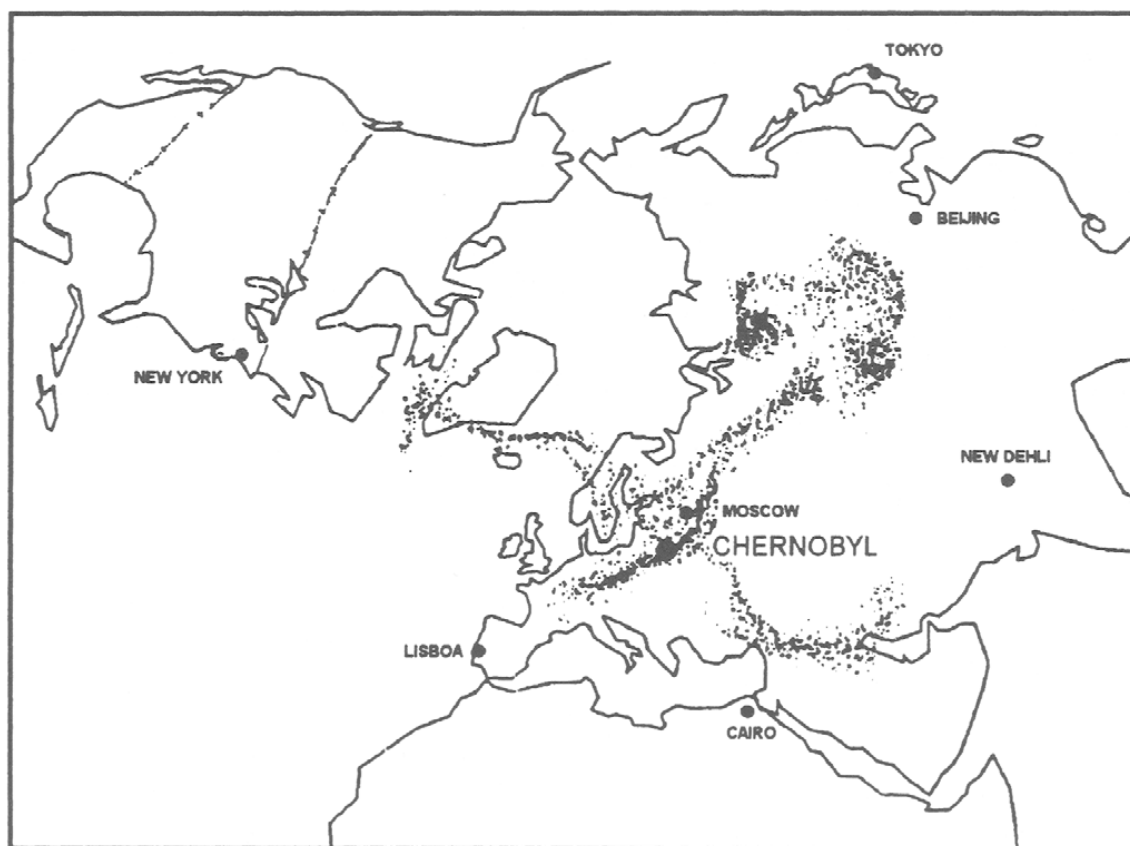 TOKYO
BEIJING
NEW YORK
NEW DEHLI
MOSCOW
CHERNOBYL
LISBOA
CAIRO